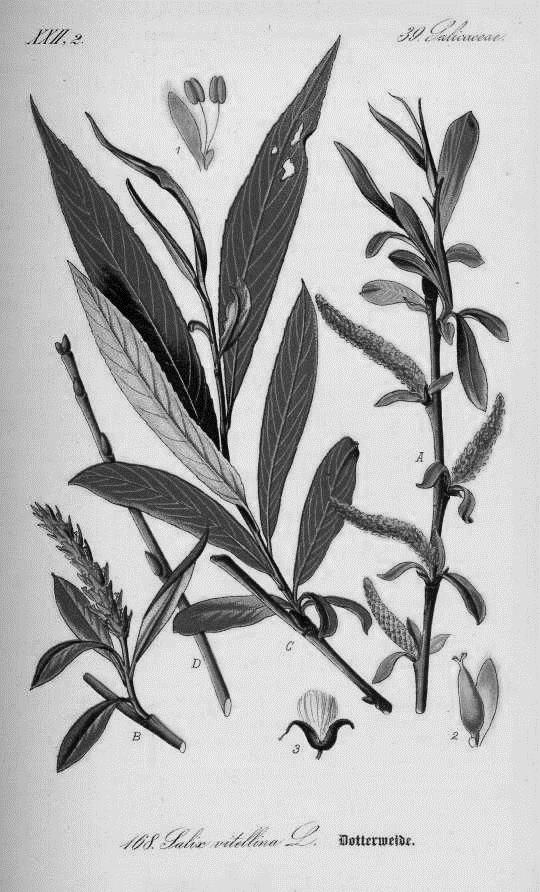 XXII, 2.
39. Salicaceae.
1
A
D
C
B
3
2
168. Salix vitellina L. Dotterweide.